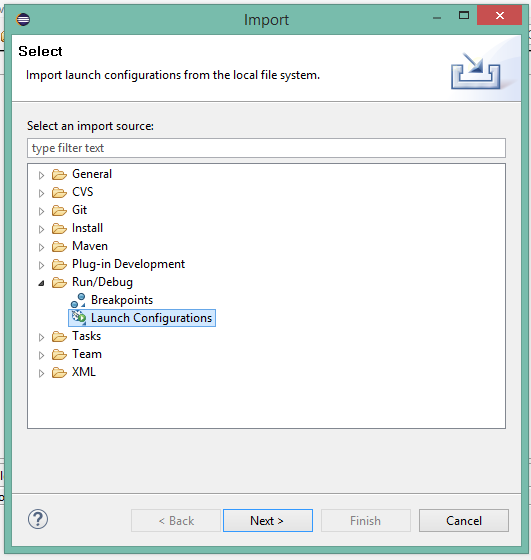 Import
Select
Import launch configurations from the local file system.
Select an import source:
type filter text
General
CVS
Git
Install
Maven
Plug-in Development
Run/Debug
Breakpoints
Launch Configurations
Tasks
Team
XML
?
< Back
Next >
Finish
Cancel